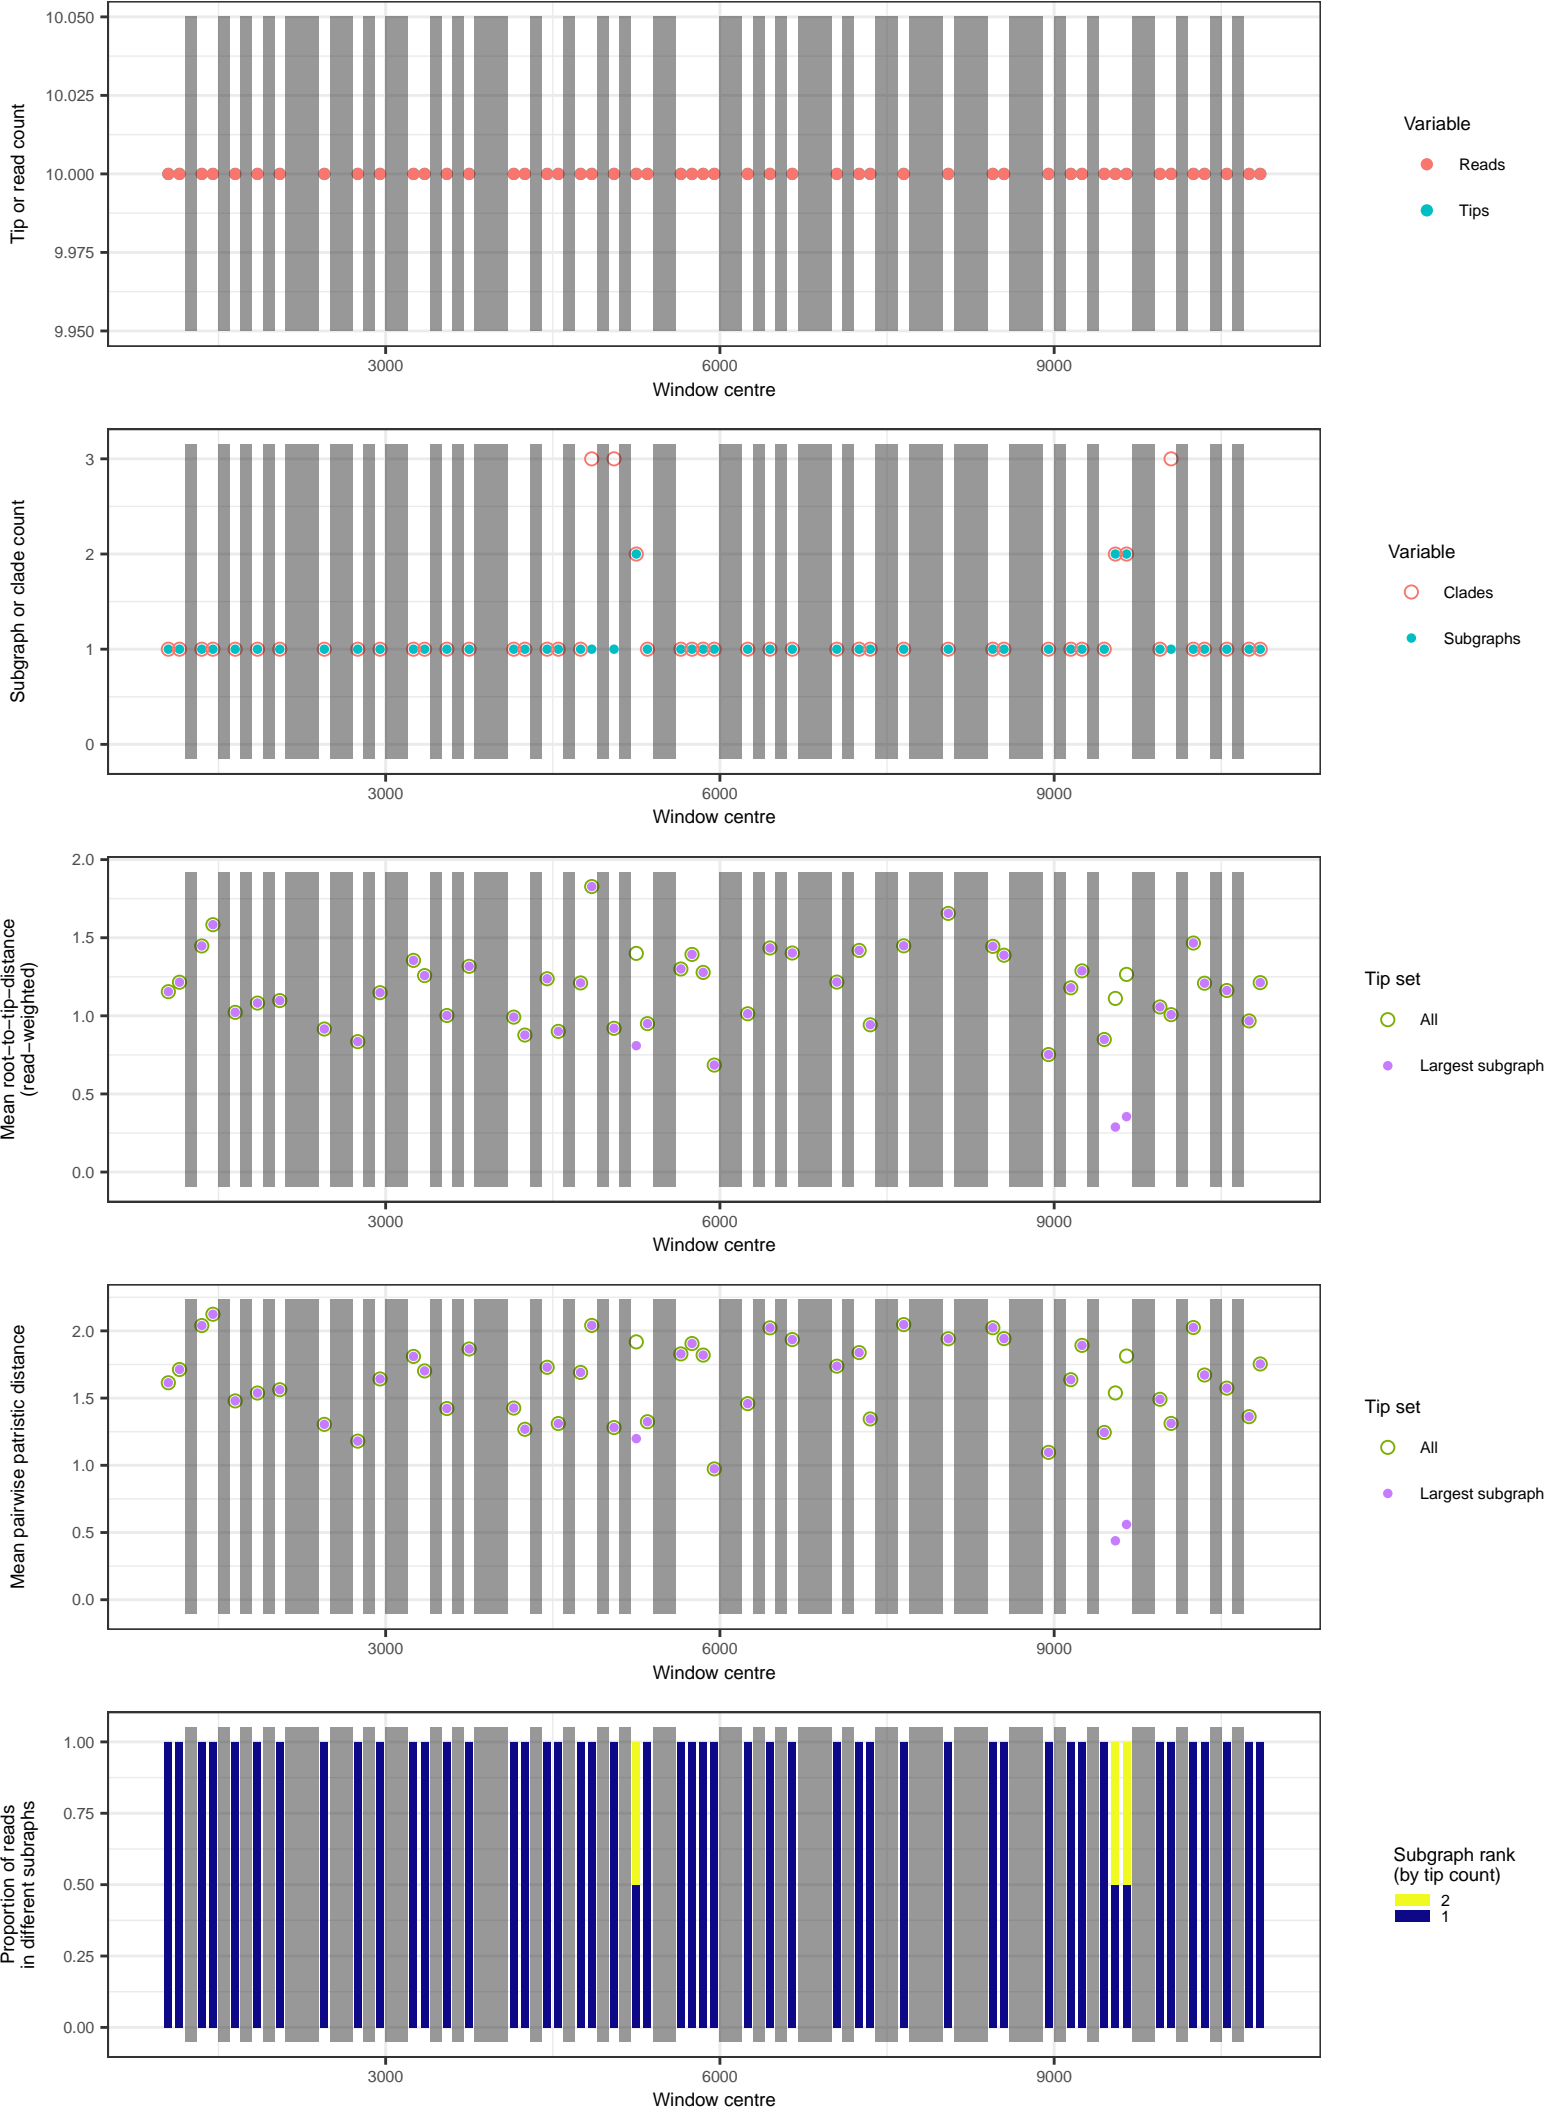 10.050
10.025
10.000
9.975
9.950
Tip or read count
3000
6000
9000
Window centre
Variable
Reads
Tips
3
2
1
0
Subgraph or clade count
3000
6000
9000
Window centre
Variable
Clades
Subgraphs
2.0
1.5
1.0
0.5
0.0
Mean root−to−tip−distance
(read−weighted)
3000
6000
9000
Window centre
Tip set
All
Largest subgraph
2.0
1.5
1.0
0.5
0.0
Mean pairwise patristic distance
3000
6000
9000
Window centre
Tip set
All
Largest subgraph
1.00
0.75
0.50
0.25
0.00
Proportion of reads
in different subraphs
3000
6000
9000
Window centre
Subgraph rank
(by tip count)
2
1